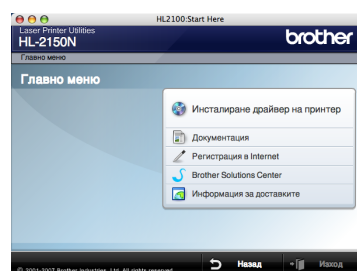 HL2100:Start Here
Laser Printer Utilities
HL-2150N
brother
Главно меню
Главно меню
Инсталиране драйвер на принтер
Документация
Регистрация в Internet
Brother Solutions Center
Информация за доставките
© 2001-2007 Brother Industries, Ltd. All rights reserved.
Назад
Изход